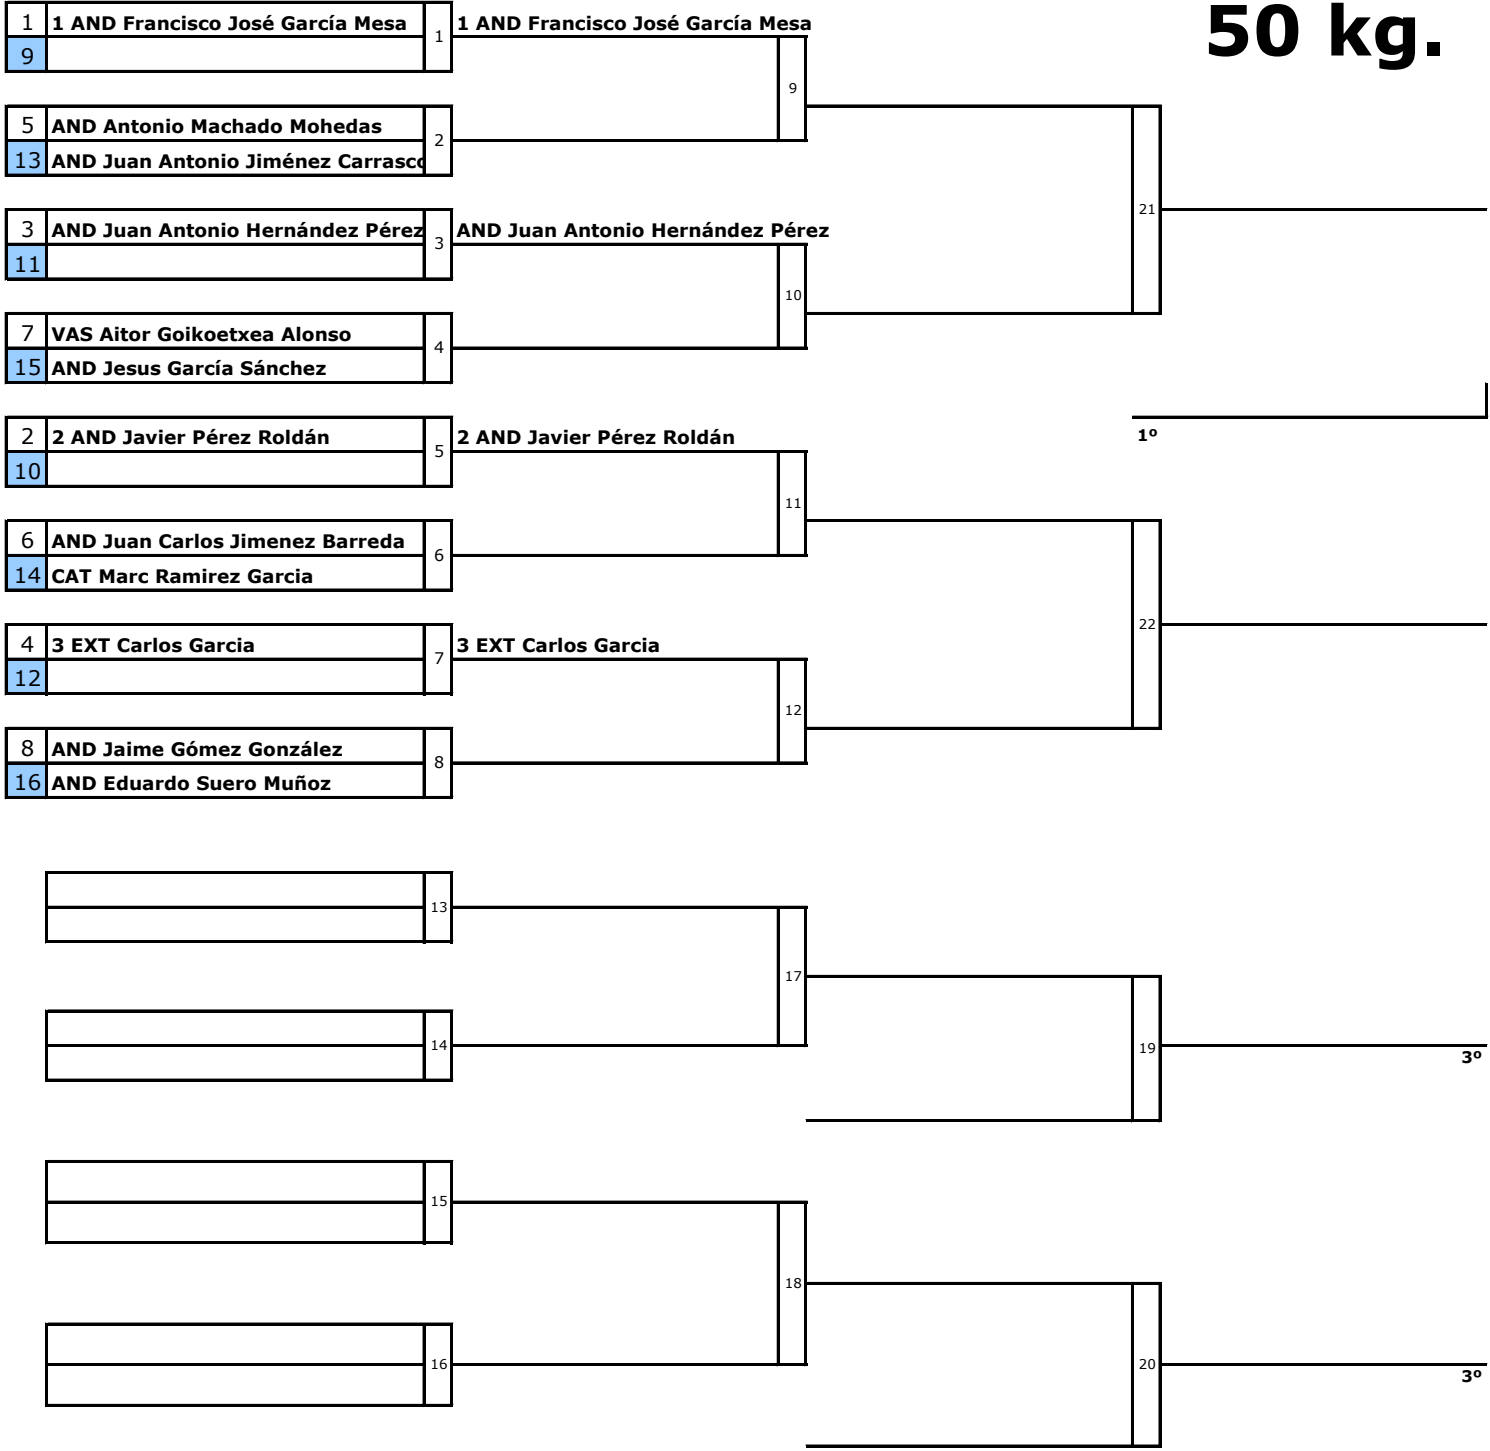 50 kg.
1 1 AND Francisco José García Mesa 1 1 AND Francisco José García Mesa
9
9
5 AND Antonio Machado Mohedas
2
13 AND Juan Antonio Jiménez Carrasco
21
3 AND Juan Antonio Hernández Pérez 3 AND Juan Antonio Hernández Pérez
11
10
7 VAS Aitor Goikoetxea Alonso
4
15 AND Jesus García Sánchez
2 2 AND Javier Pérez Roldán 5 2 AND Javier Pérez Roldán
1º
10
11
6 AND Juan Carlos Jimenez Barreda
6
14 CAT Marc Ramirez Garcia
22
4 3 EXT Carlos Garcia 7 3 EXT Carlos Garcia
12
12
8 AND Jaime Gómez González
8
16 AND Eduardo Suero Muñoz
13
17
14
19
3º
15
18
16
20
3º